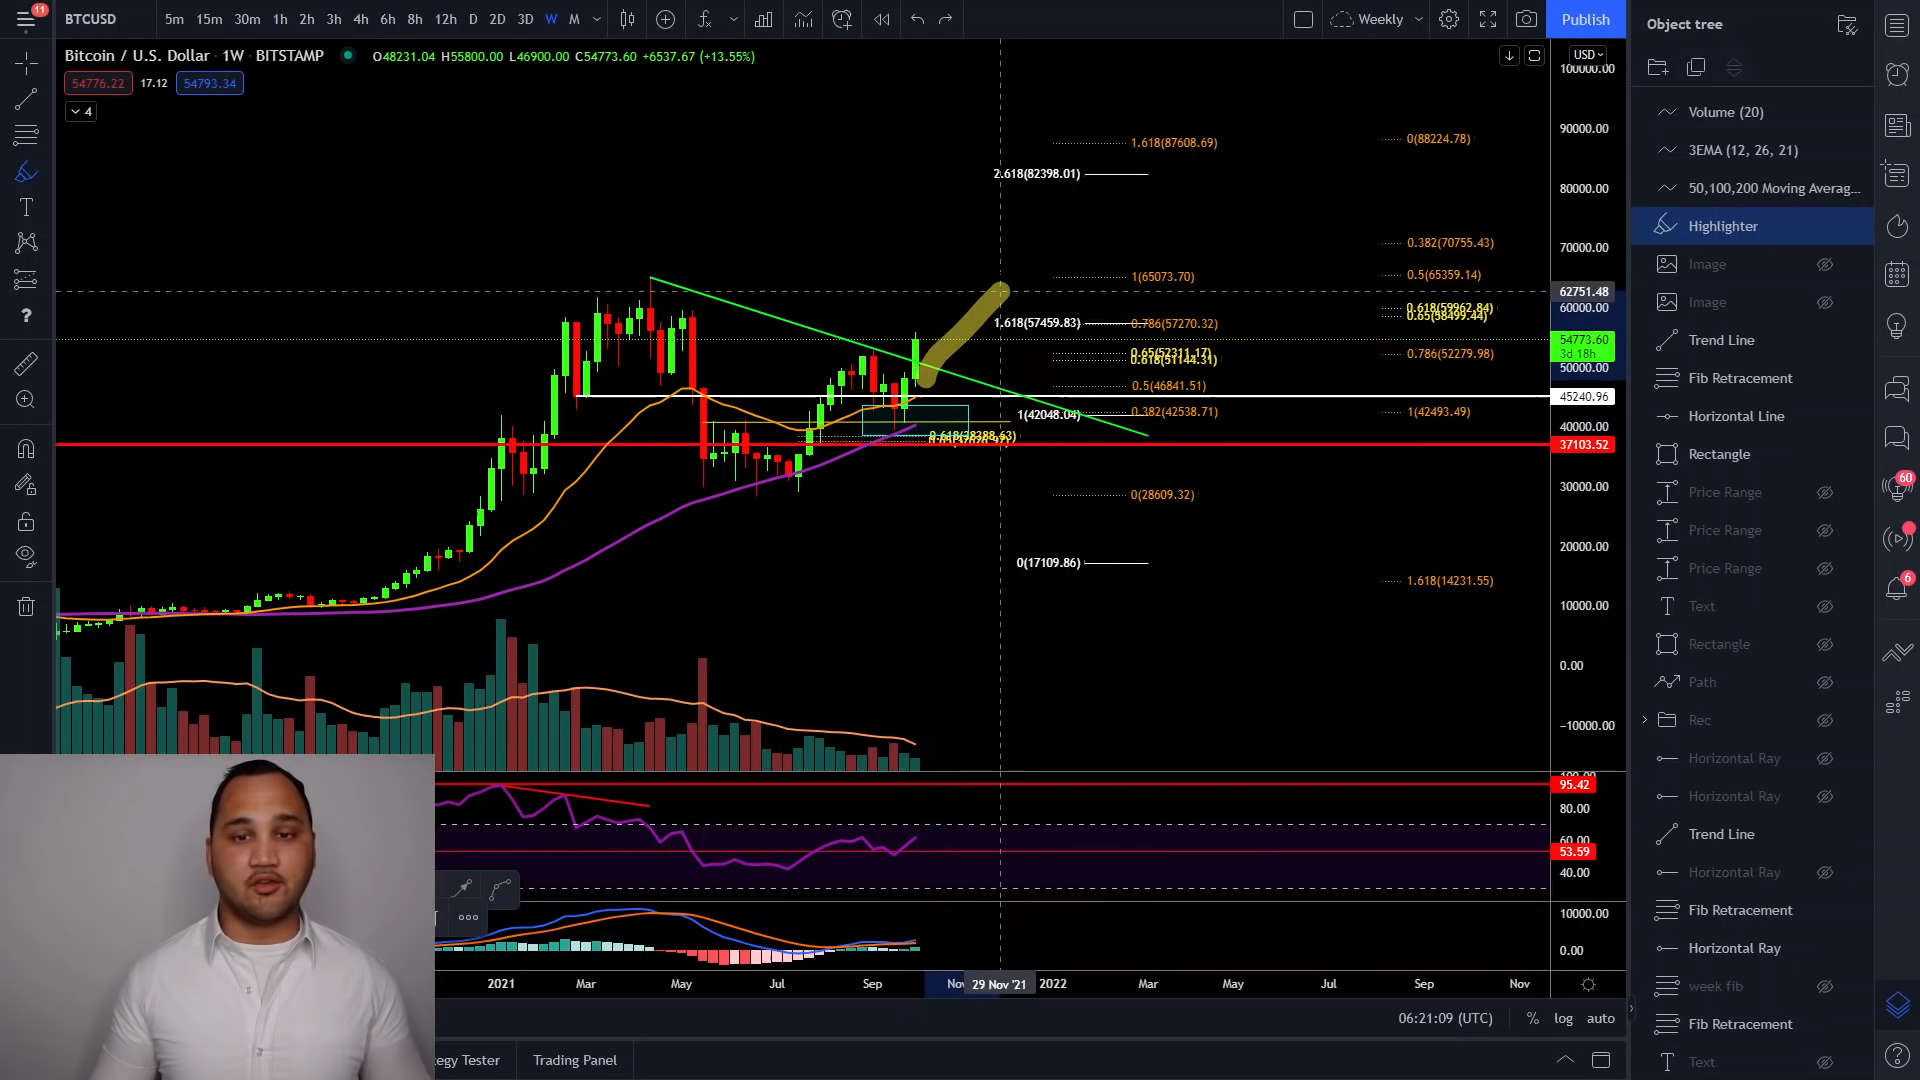 11
BTCUSD
5m 15m 30m 1h 2h 3h 4h 6h 8h 12h D 2D 3D W M
Weekly
Publish
Object tree
Bitcoin / U.S. Dollar · 1W · BITSTAMP
O48231.04 H55800.00 L46900.00 C54773.60 +6537.67 (+13.55%)
54776.22 17.12 54793.34
4
USD
100000.00
90000.00
80000.00
70000.00
62751.48
60000.00
54773.60
3d 18h
50000.00
45240.96
40000.00
37103.52
30000.00
20000.00
10000.00
0.00
−10000.00
1.618(87608.69)
0(88224.78)
2.618(82398.01)
0.382(70755.43)
1(65073.70)
0.5(65359.14)
0.618(59962.84)
0.65(58499.44)
1.618(57459.83)
0.786(57270.32)
0.65(52311.17)
0.618(51144.31)
0.786(52279.98)
0.5(46841.51)
1(42048.04)
0.382(42538.71)
1(42493.49)
0.618(38388.63)
0(28609.32)
0(17109.86)
1.618(14231.55)
95.42
80.00
60.00
53.59
40.00
10000.00
0.00
2021 Mar May Jul Sep Nov 29 Nov '21 2022 Mar May Jul Sep Nov
06:21:09 (UTC) % log auto
tegy Tester Trading Panel
Volume (20)
3EMA (12, 26, 21)
50,100,200 Moving Averag...
Highlighter
Image
Image
Trend Line
Fib Retracement
Horizontal Line
Rectangle
Price Range
Price Range
Price Range
Text
Rectangle
Path
Rec
Horizontal Ray
Horizontal Ray
Trend Line
Horizontal Ray
Fib Retracement
Horizontal Ray
week fib
Fib Retracement
Text
60
6